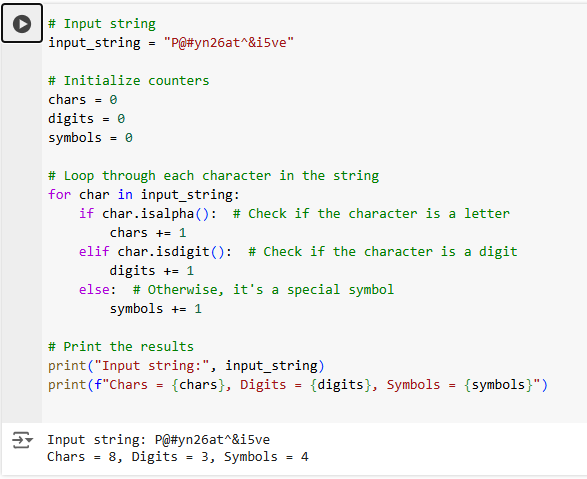 # Input string
input_string = "P@#yn26at^&i5ve"
# Initialize counters
chars = 0
digits = 0
symbols = 0
# Loop through each character in the string
for char in input_string:
    if char.isalpha():  # Check if the character is a letter
        chars += 1
    elif char.isdigit():  # Check if the character is a digit
        digits += 1
    else:  # Otherwise, it's a special symbol
        symbols += 1
# Print the results
print("Input string:", input_string)
print(f"Chars = {chars}, Digits = {digits}, Symbols = {symbols}")
Input string: P@#yn26at^&i5ve
Chars = 8, Digits = 3, Symbols = 4